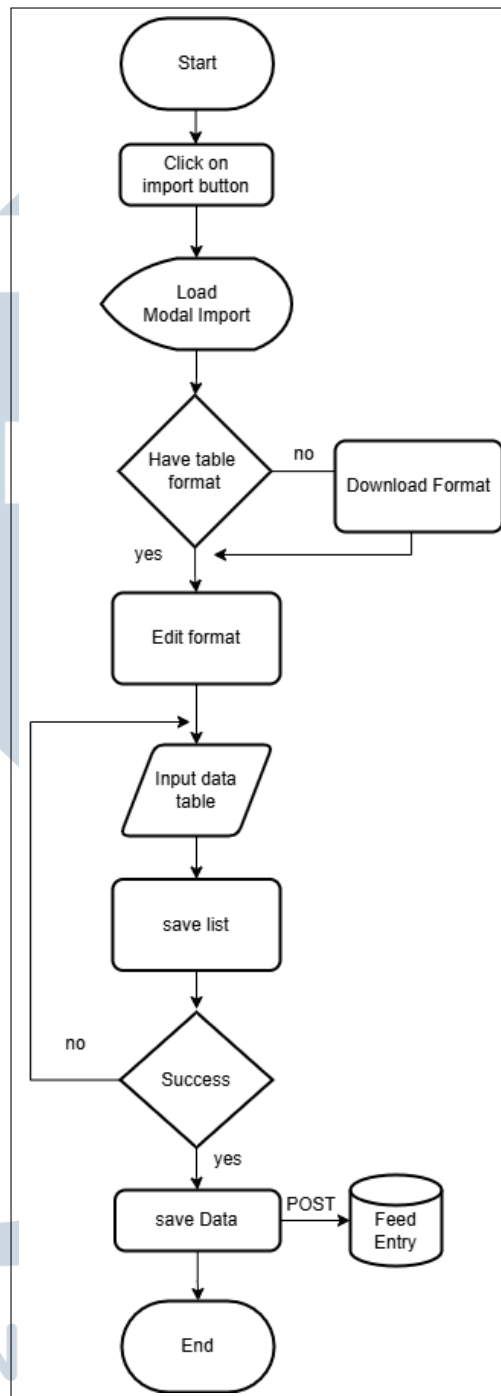 Start
Click on
import button
Load
Modal Import
Have table
format
no
Download Format
yes
Edit format
Input data
table
save list
no
Success
yes
save Data
POST
Feed
Entry
End